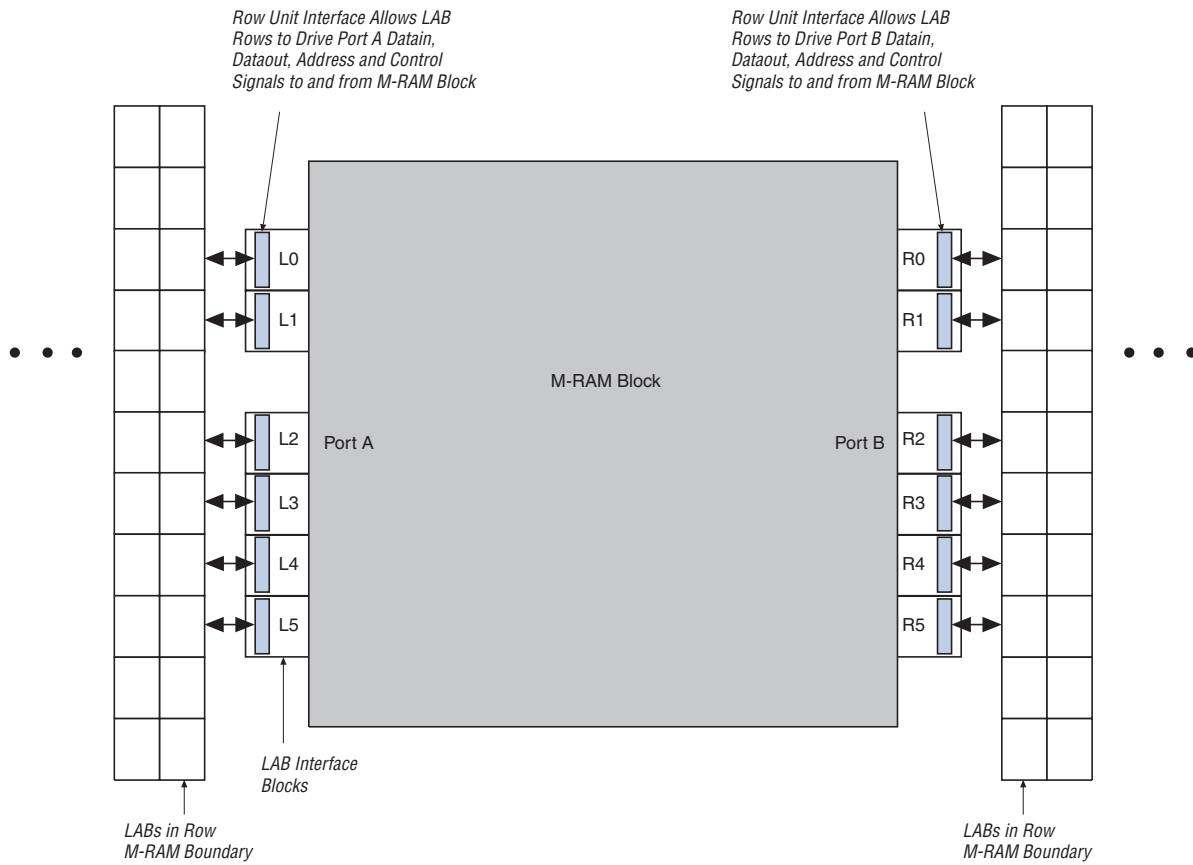 Row Unit Interface Allows LAB
Rows to Drive Port A Datain,
Dataout, Address and Control
Signals to and from M-RAM Block
Row Unit Interface Allows LAB
Rows to Drive Port B Datain,
Dataout, Address and Control
Signals to and from M-RAM Block
L0
R0
L1
R1
M-RAM Block
L2
Port A
Port B
R2
L3
R3
L4
R4
L5
R5
LAB Interface
Blocks
LABs in Row
M-RAM Boundary
LABs in Row
M-RAM Boundary